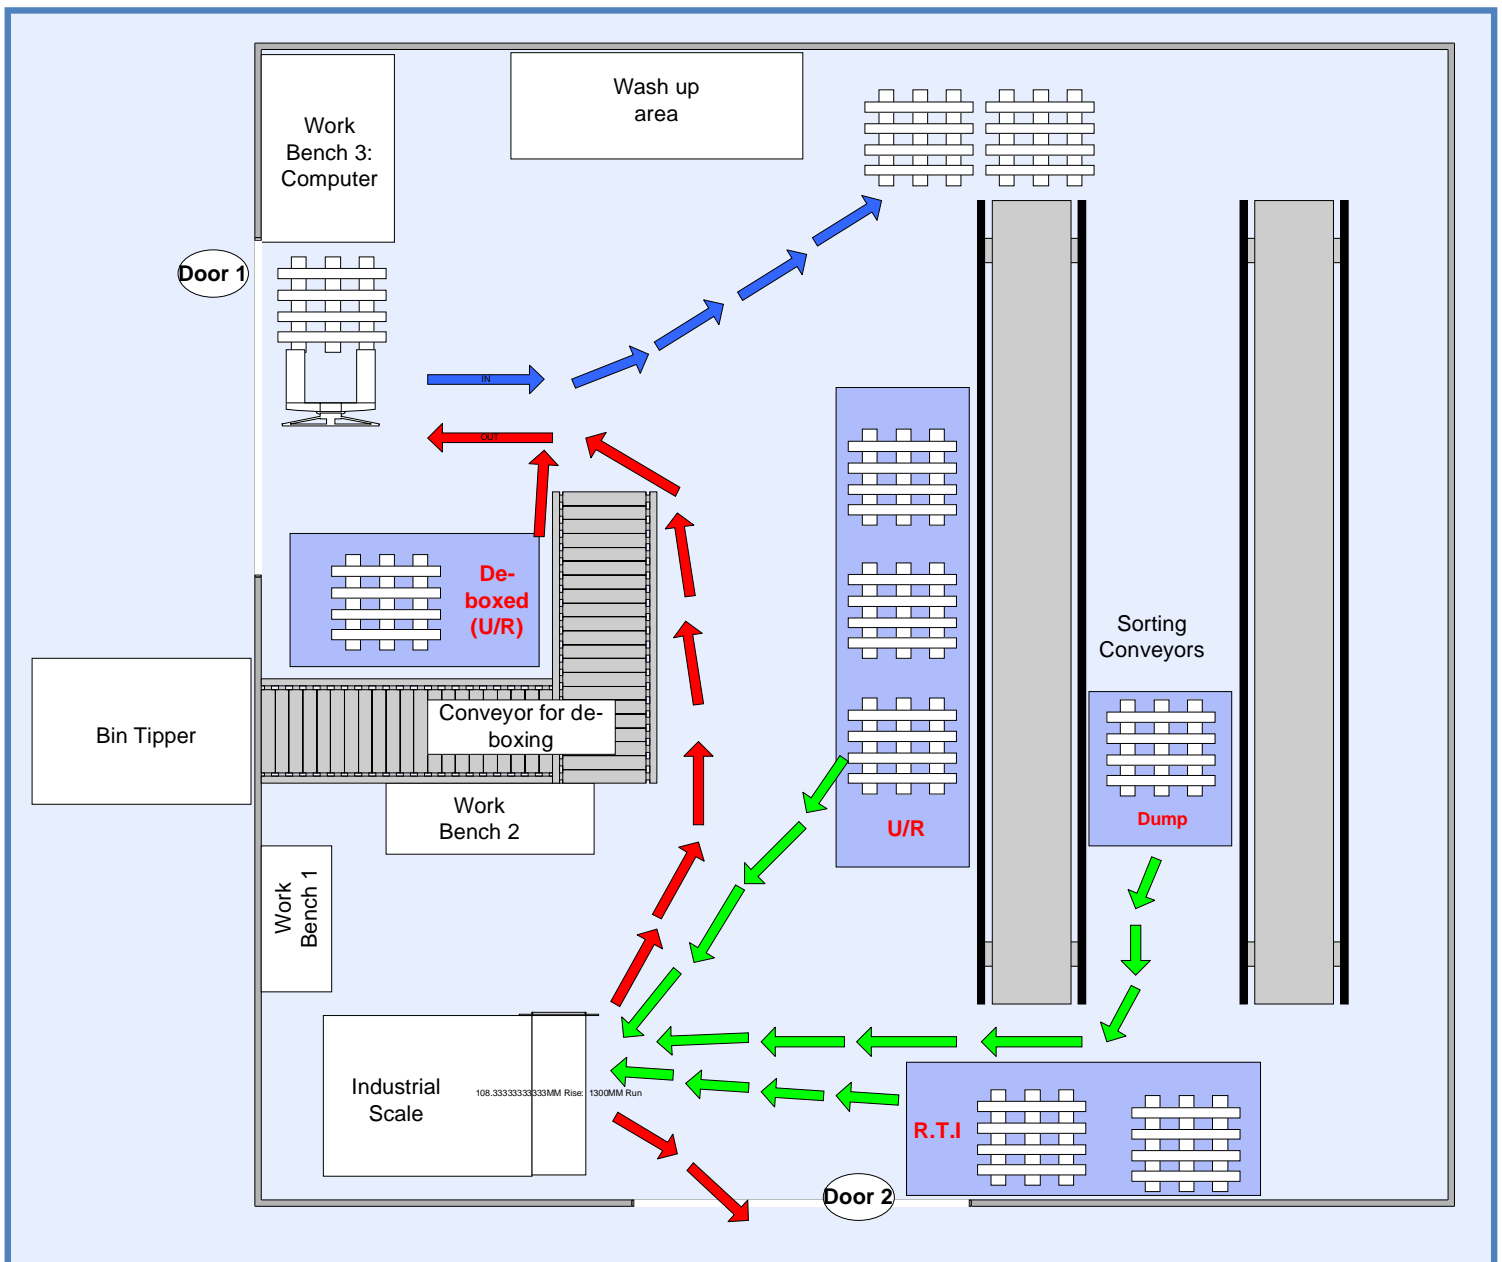 Wash up
area
Work
Bench 3:
Computer
Door 1
IN
OUT
De-
boxed
(U/R)
Sorting
Conveyors
Bin Tipper
Conveyor for de-
boxing
Work
Bench 2
U/R
Dump
Work
Bench 1
Industrial
Scale
108.33333333333MM Rise: 1300MM Run
R.T.I
Door 2